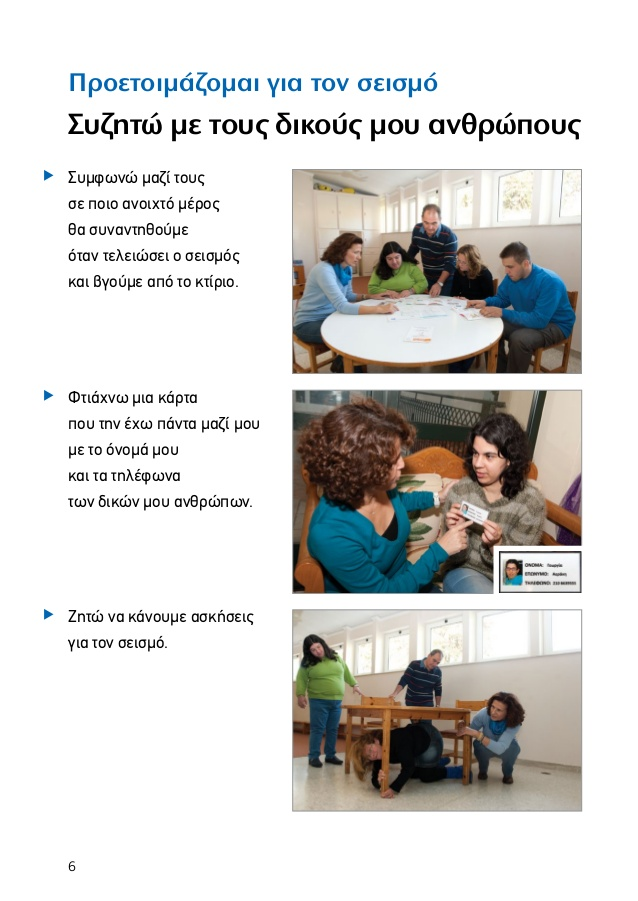 Προετοιμάζομαι για τον σεισμό
Συζητώ με τους δικούς μου ανθρώπους
Συμφωνώ μαζί τους
σε ποιο ανοιχτό μέρος
θα συναντηθούμε
όταν τελειώσει ο σεισμός
και βγούμε από το κτίριο.
Φτιάχνω μια κάρτα
που την έχω πάντα μαζί μου
με το όνομά μου
και τα τηλέφωνα
των δικών μου ανθρώπων.
ΟΝΟΜΑ: Γεωργία
ΕΠΩΝΥΜΟ:
ΤΗΛΕΦΩΝΟ:
Ζητώ να κάνουμε ασκήσεις
για τον σεισμό.
6